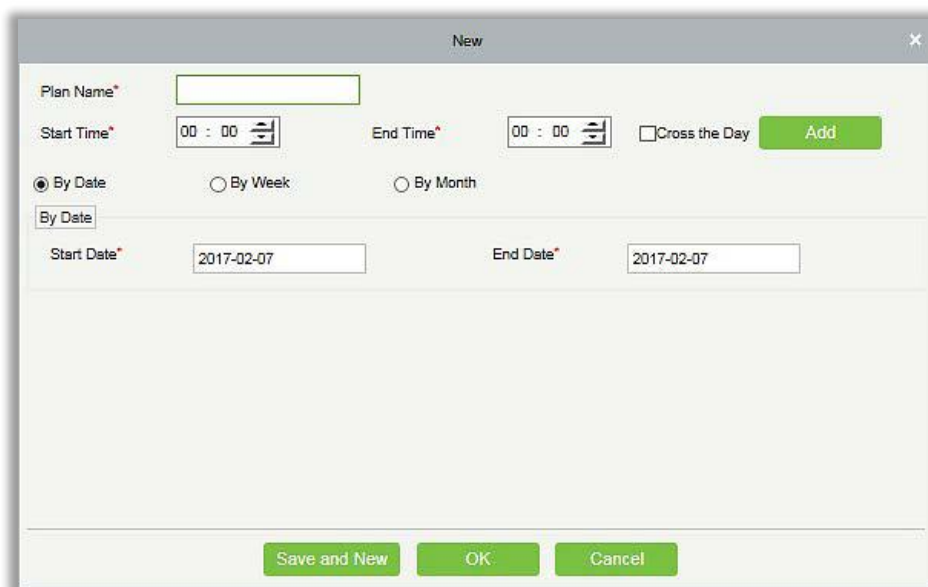 New ×
Plan Name*
Start Time* 00 : 00 End Time* 00 : 00 Cross the Day Add
By Date By Week By Month
By Date
Start Date* 2017-02-07 End Date* 2017-02-07
Save and New OK Cancel